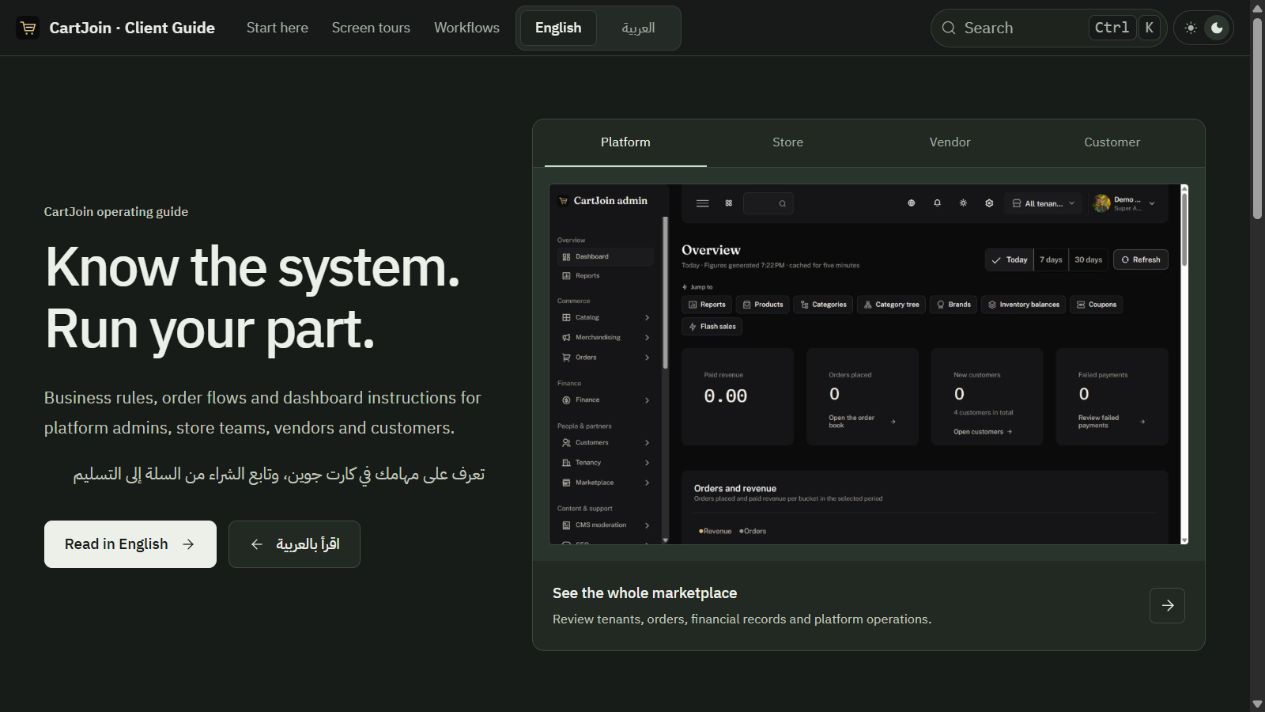 CartJoin · Client Guide
Start here
Screen tours
Workflows
English
العربية
Search
Ctrl K
CartJoin operating guide
Know the system.
Run your part.
Business rules, order flows and dashboard instructions for
platform admins, store teams, vendors and customers.
تعرف على مهامك في كارت جوين، وتابع الشراء من السلة إلى التسليم
Read in English →
اقرأ بالعربية ←
Platform
Store
Vendor
Customer
CartJoin admin
All tenan...
Demo ...
Super A...
Overview
Dashboard
Reports
Commerce
Catalog
Merchandising
Orders
Finance
Finance
People & partners
Customers
Tenancy
Marketplace
Content & support
CMS moderation
Overview
Today · Figures generated 7:22 PM · cached for five minutes
Today
7 days
30 days
Refresh
Jump to
Reports
Products
Categories
Category tree
Brands
Inventory balances
Coupons
Flash sales
Paid revenue
0.00
Orders placed
0
Open the order
book →
New customers
0
4 customers in total
Open customers →
Failed payments
0
Review failed
payments →
Orders and revenue
Orders placed and paid revenue per bucket in the selected period
Revenue
Orders
See the whole marketplace
Review tenants, orders, financial records and platform operations.